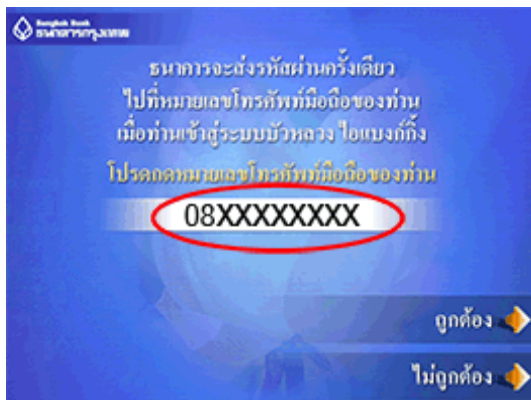 Bangkok Bank
ธนาคารกรุงเทพ
ธนาคารจะส่งรหัสผ่านครั้งเดียว
ไปที่หมายเลขโทรศัพท์มือถือของท่าน
เมื่อท่านเข้าสู่ระบบบัวหลวง ไอแบงก์กิ้ง
โปรดกดหมายเลขโทรศัพท์มือถือของท่าน
08XXXXXXXX
ถูกต้อง
ไม่ถูกต้อง